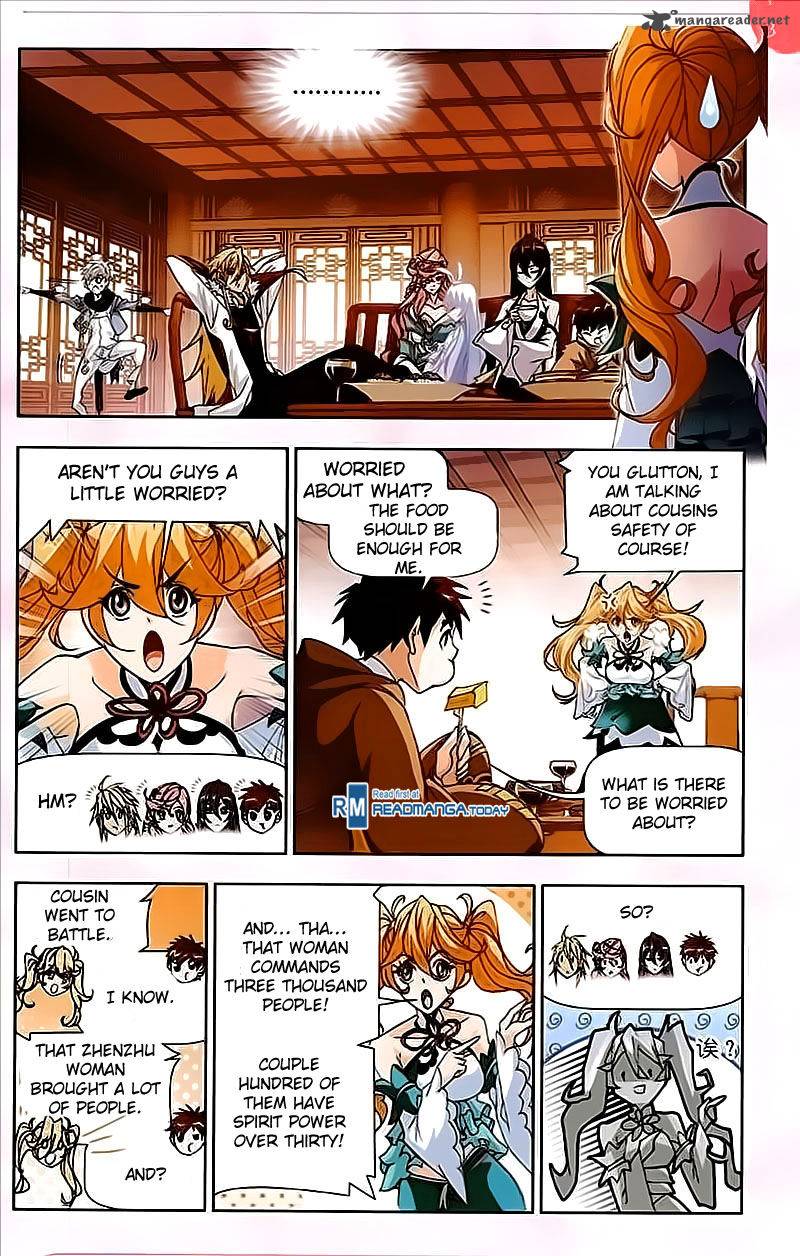 mangareader.net
............
AREN'T YOU GUYS A
LITTLE WORRIED?
HM?
WORRIED
ABOUT WHAT?
THE FOOD
SHOULD BE
ENOUGH FOR
ME.
YOU GLUTTON, I
AM TALKING
ABOUT COUSINS
SAFETY OF
COURSE!
WHAT IS THERE
TO BE WORRIED
ABOUT?
RM
Read first at
READMANGA.TODAY
COUSIN
WENT TO
BATTLE.
I KNOW.
THAT ZHENZHU
WOMAN
BROUGHT A LOT
OF PEOPLE.
AND?
AND... THA...
THAT WOMAN
COMMANDS
THREE THOUSAND
PEOPLE!
COUPLE
HUNDRED OF
THEM HAVE
SPIRIT POWER
OVER THIRTY!
SO?
诶?